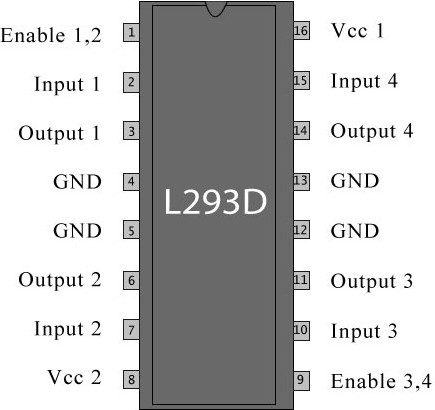 Enable 1,2
1
16
Vcc 1
Input 1
2
15
Input 4
Output 1
3
14
Output 4
GND
4
13
GND
L293D
GND
5
12
GND
Output 2
6
11
Output 3
Input 2
7
10
Input 3
Vcc 2
8
9
Enable 3,4